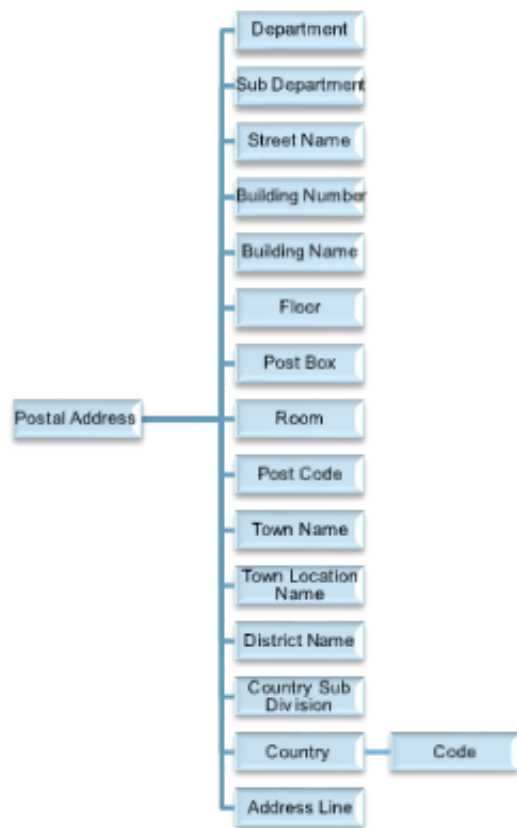 Department
Sub Department
Street Name
Building Number
Building Name
Floor
Post Box
Postal Address
Room
Post Code
Town Name
Town Location
Name
District Name
Country Sub
Division
Country
Code
Address Line